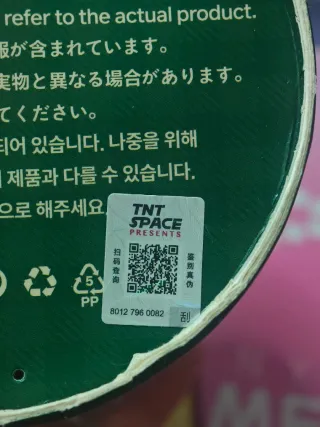 refer to the actual product.
服が含まれています。
実物と異なる場合があります。
てください。
되어 있습니다. 나중을 위해
제품과 다를 수 있습니다.
으로 해주세요.
TNT
SPACE
PRESENTS
扫码查询
鉴别真伪
8012 796 0082
刮
5
PP